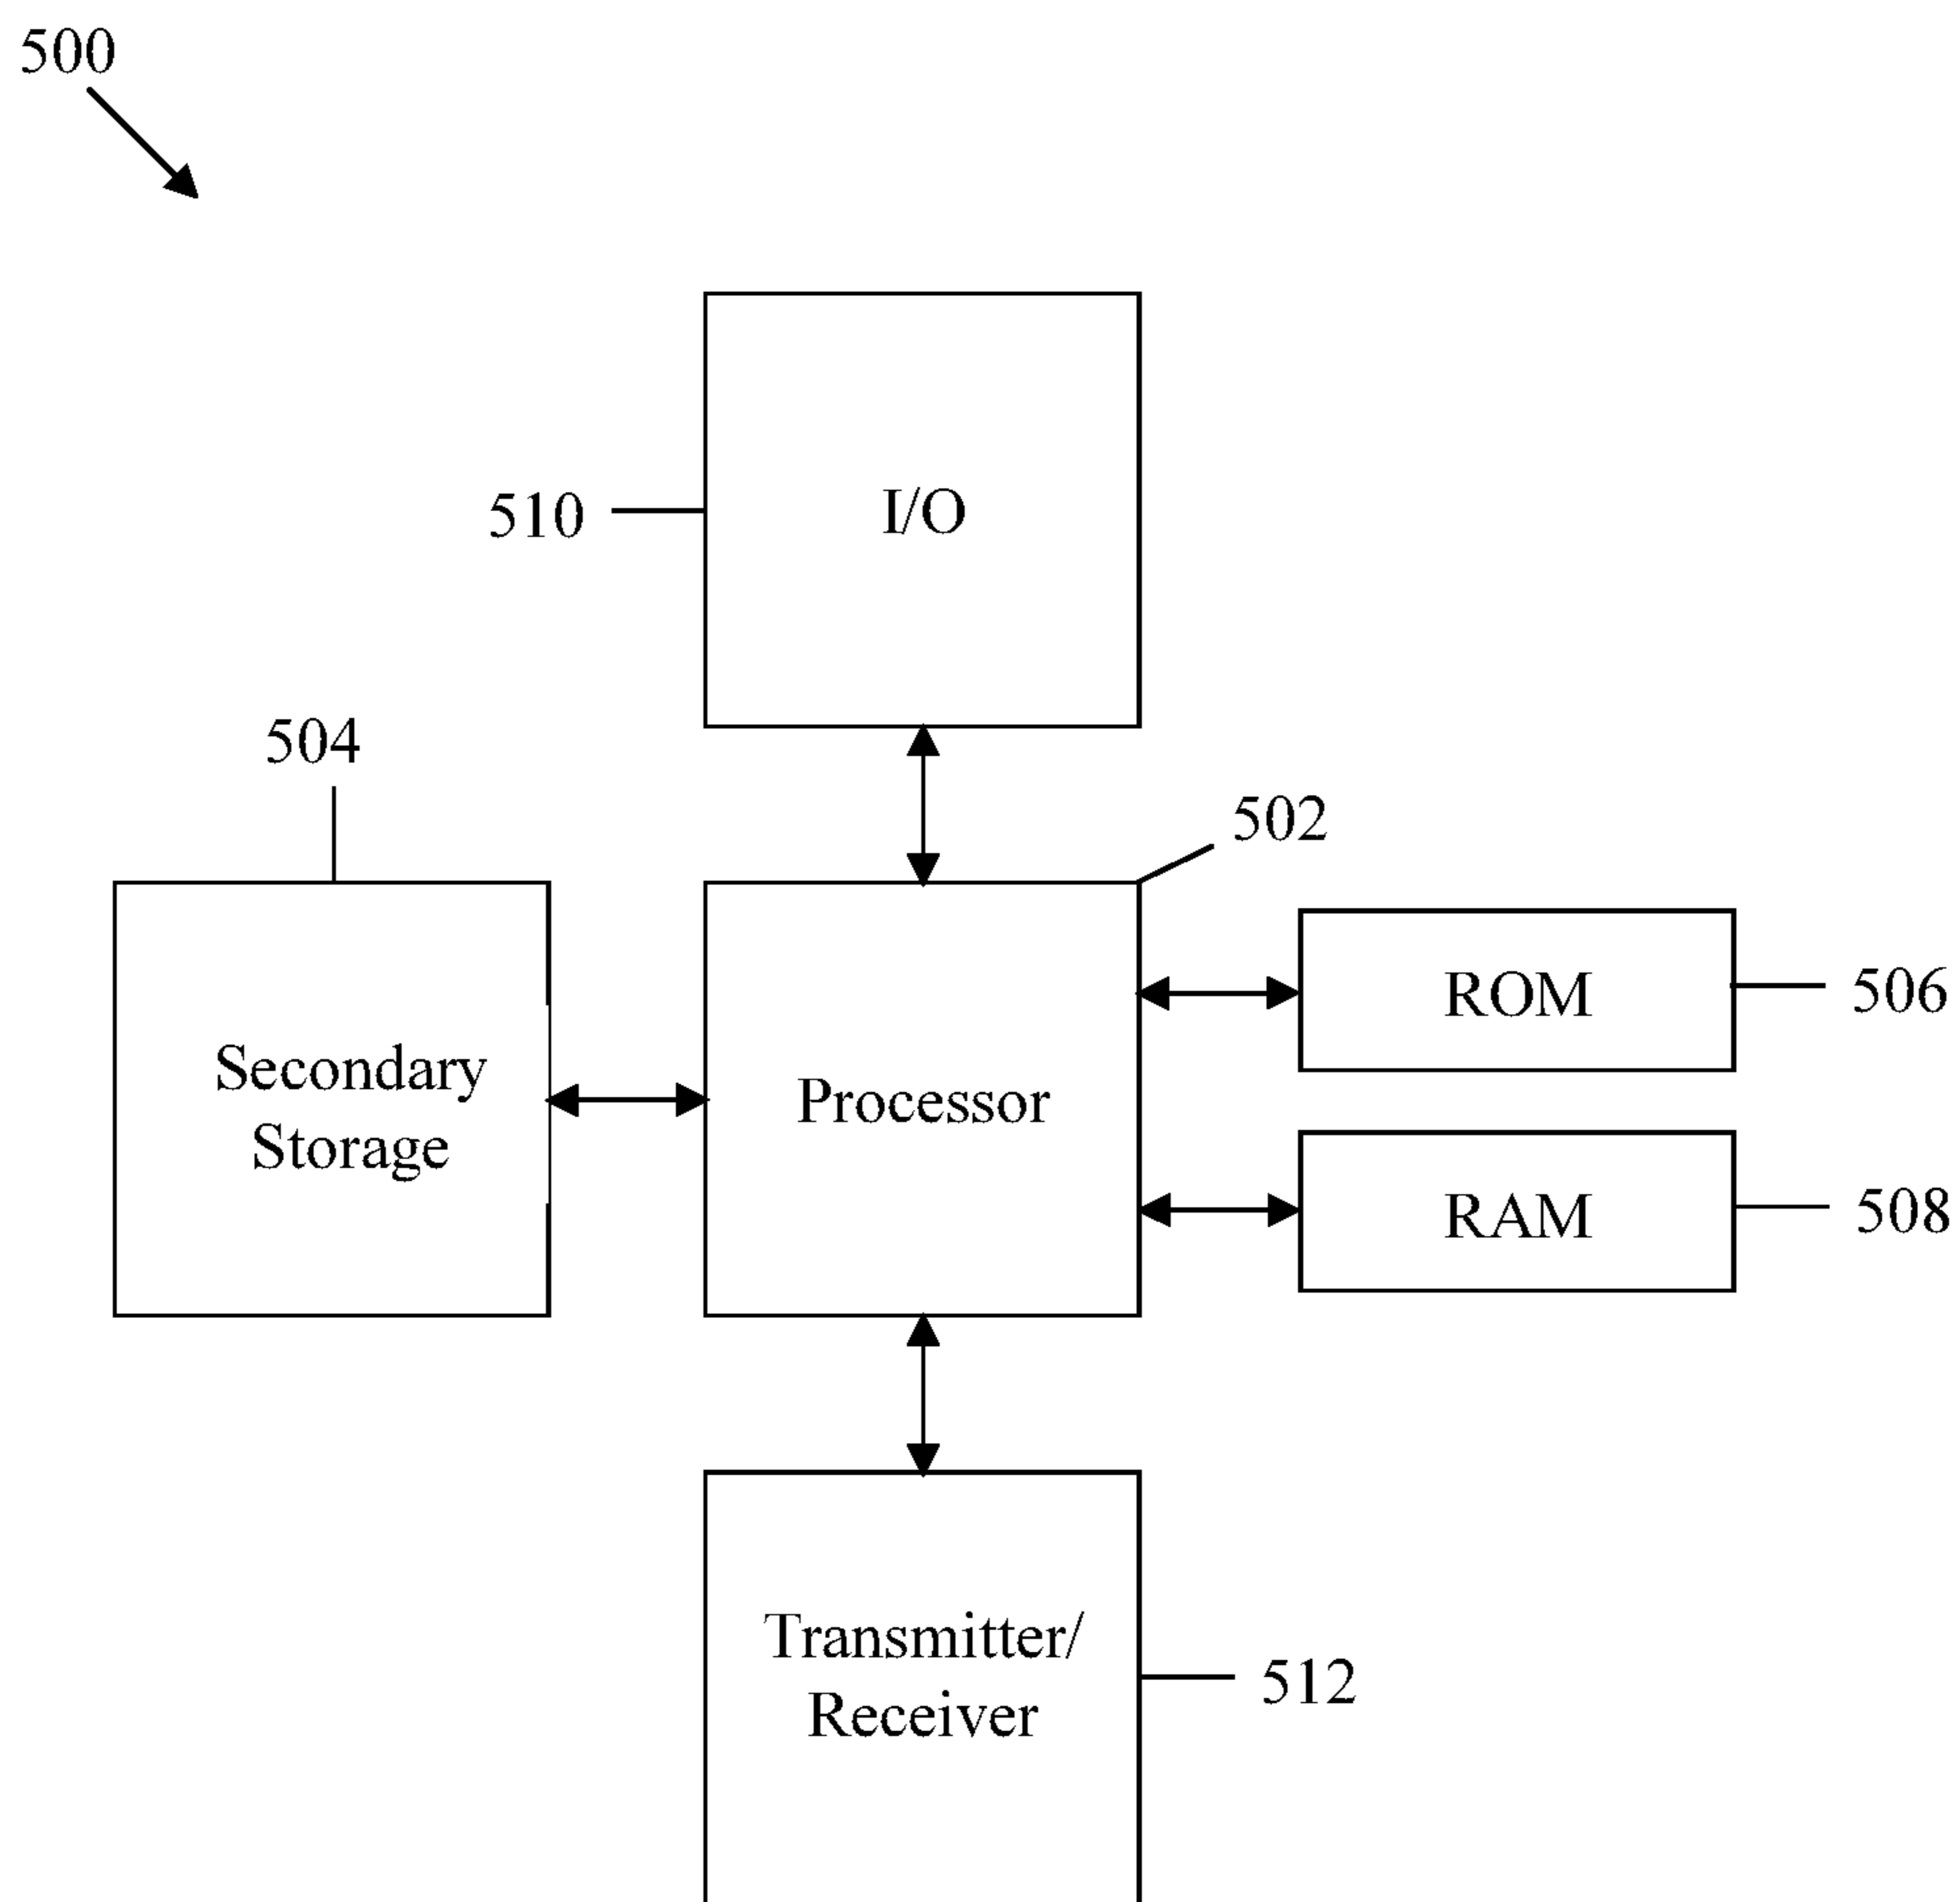 500
510
I/O
504
502
Secondary
Storage
Processor
ROM
506
RAM
508
Transmitter/
Receiver
512